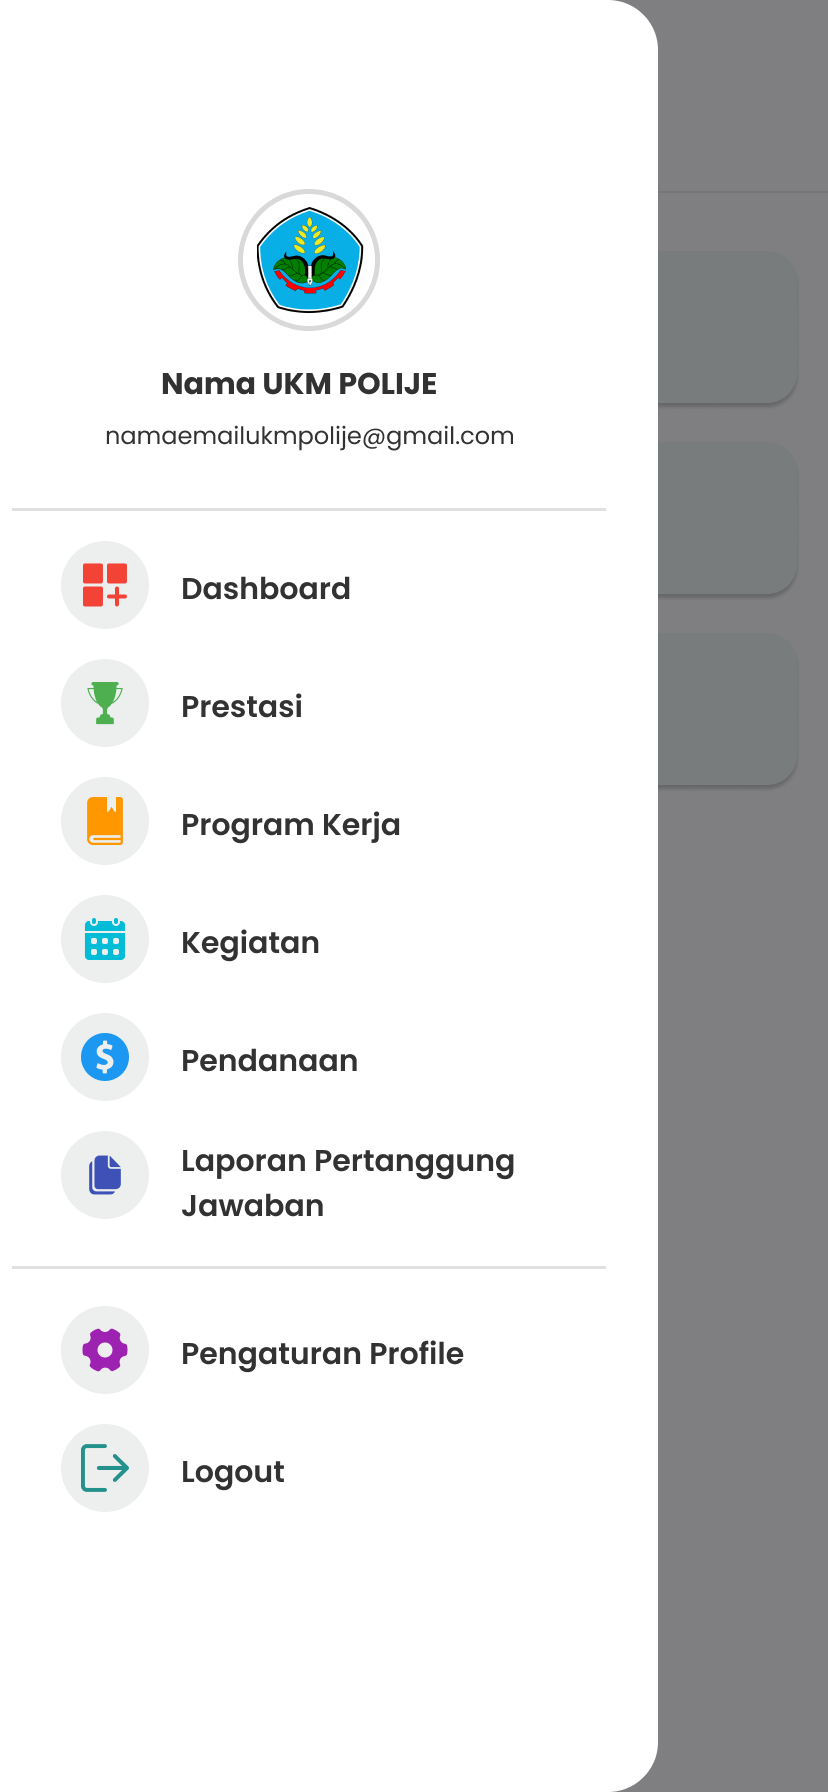 Nama UKM POLIJE
namaemailukmpolije@gmail.com
Dashboard
Prestasi
Program Kerja
Kegiatan
Pendanaan
Laporan Pertanggung
Jawaban
Pengaturan Profile
Logout